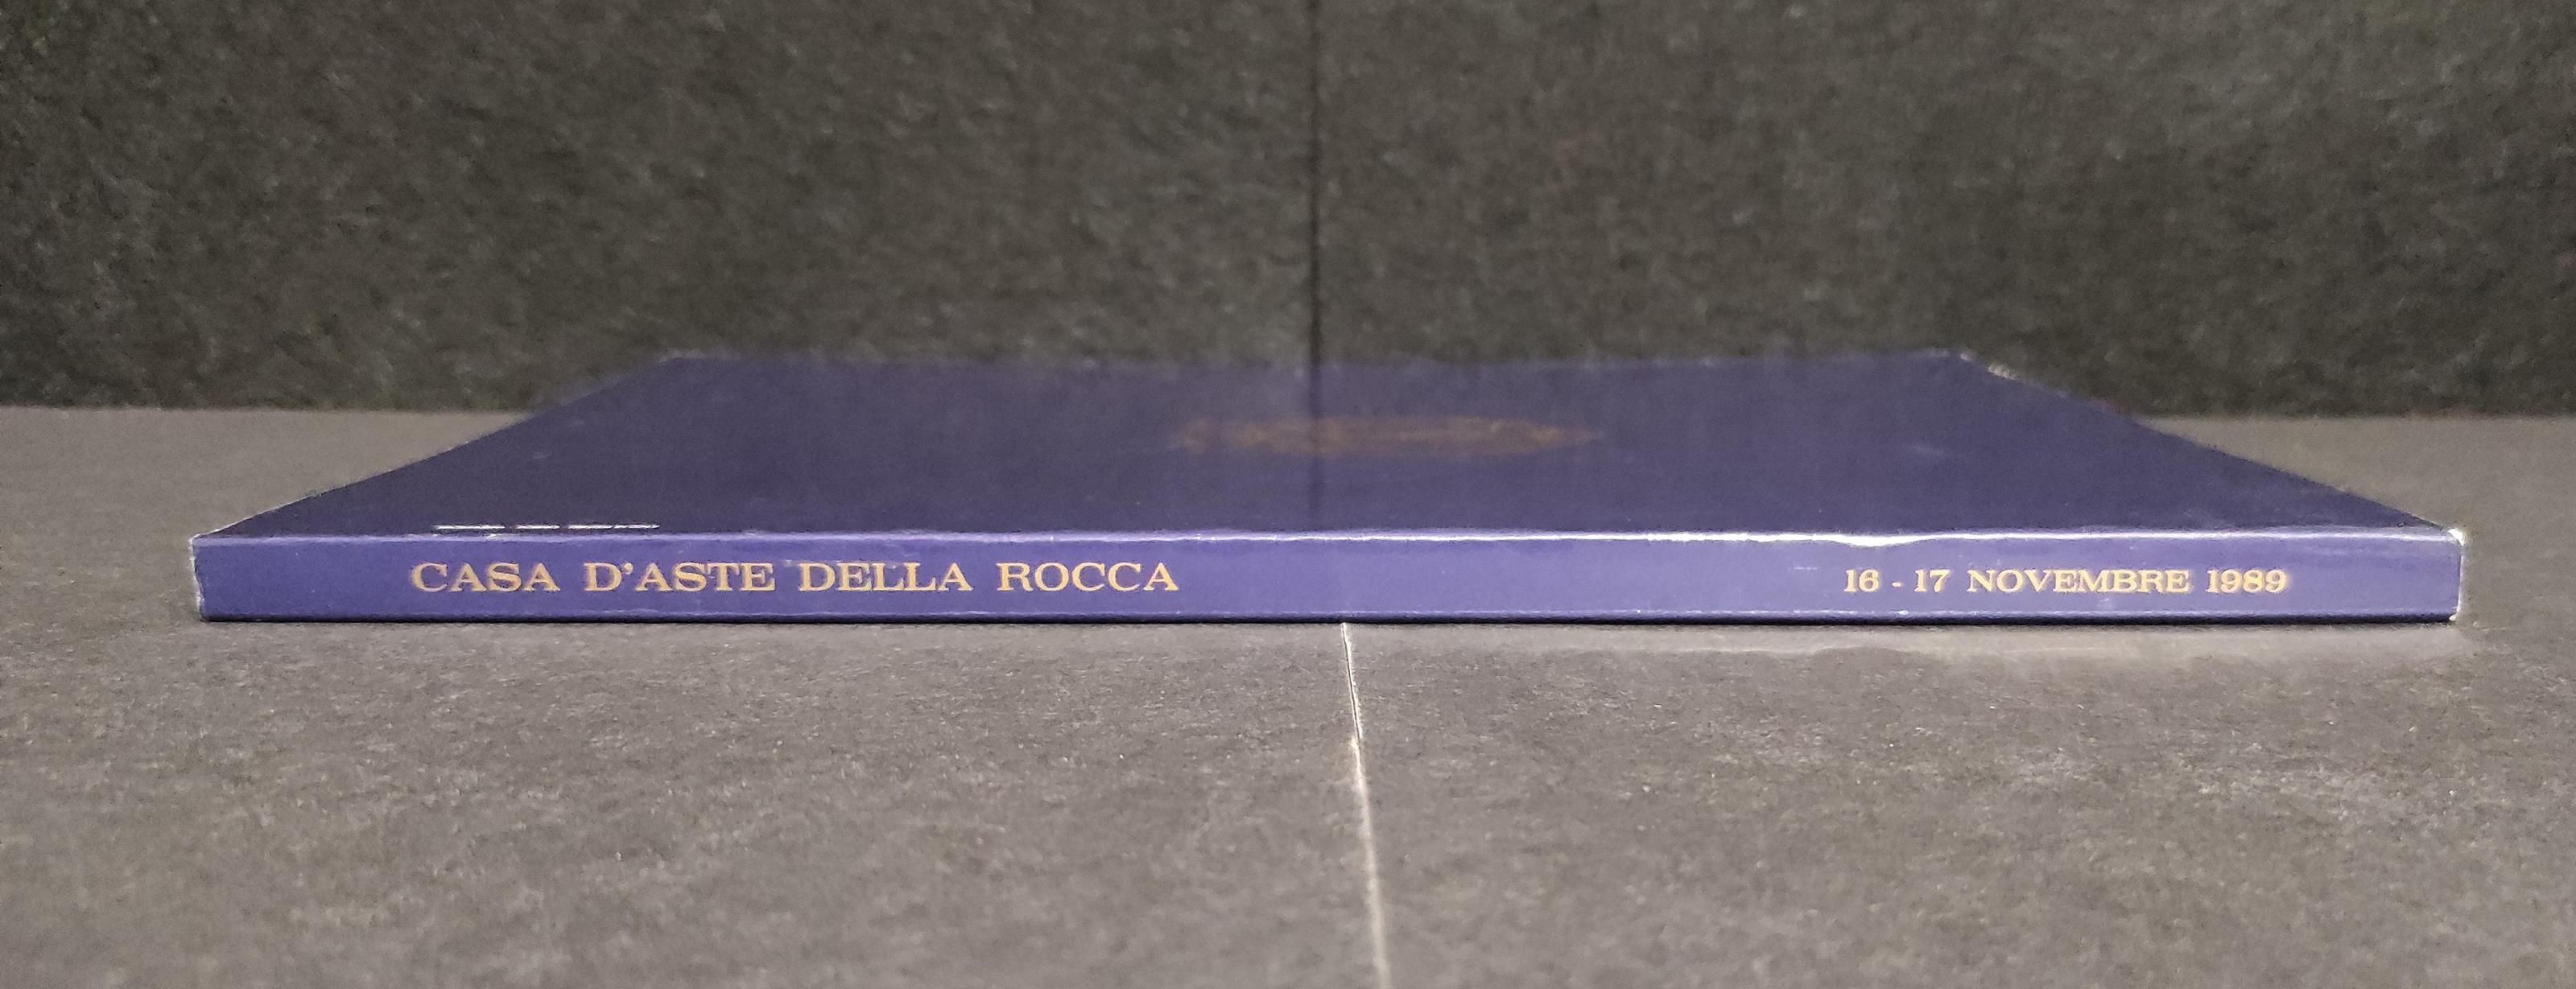 CASA D'ASTE DELLA ROCCA
16 - 17 NOVEMBRE 1989